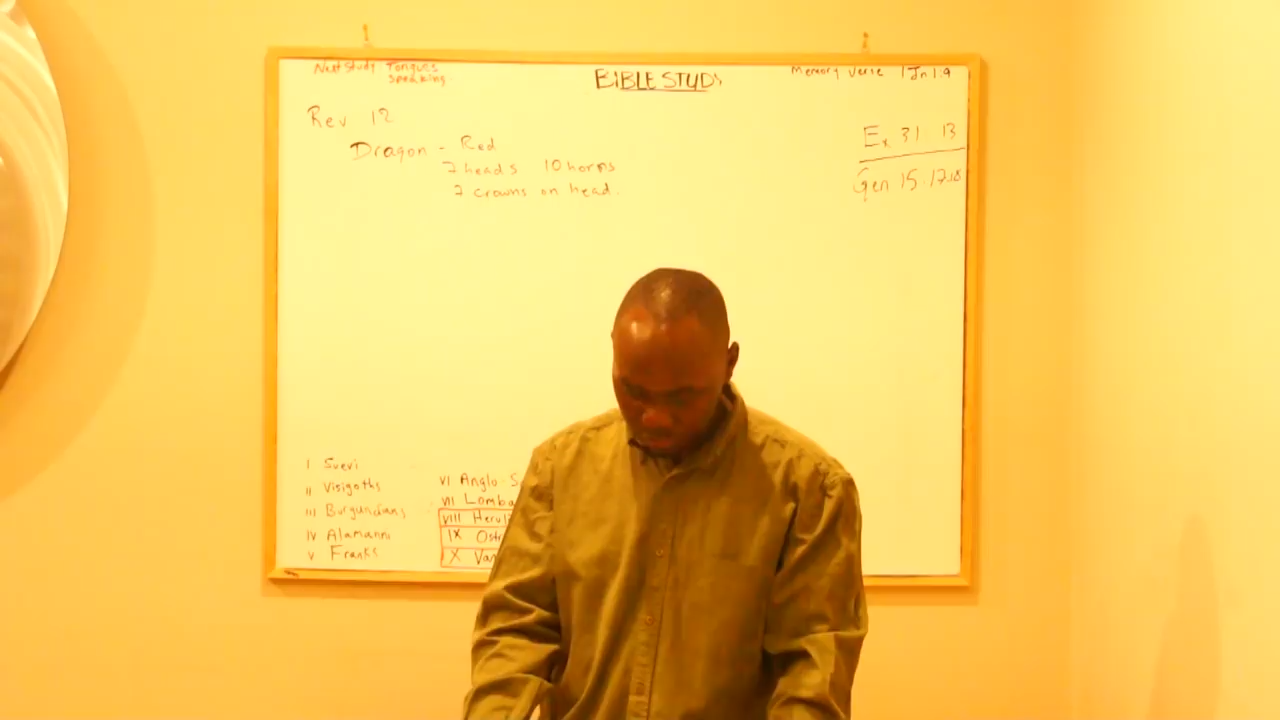 Next Study: Tongues
Speaking.
BIBLE STUDY
Memory Verse 1 Jn 1:9
Rev 12
Dragon - Red
7 heads 10 horns
7 crowns on head.
Ex 31 13
Gen 15:17,18
I Suevi
II Visigoths
III Burgundians
IV Alamanni
V Franks
VI Anglo S
VII Lomba
VIII Heruli
IX Ostr
X Van